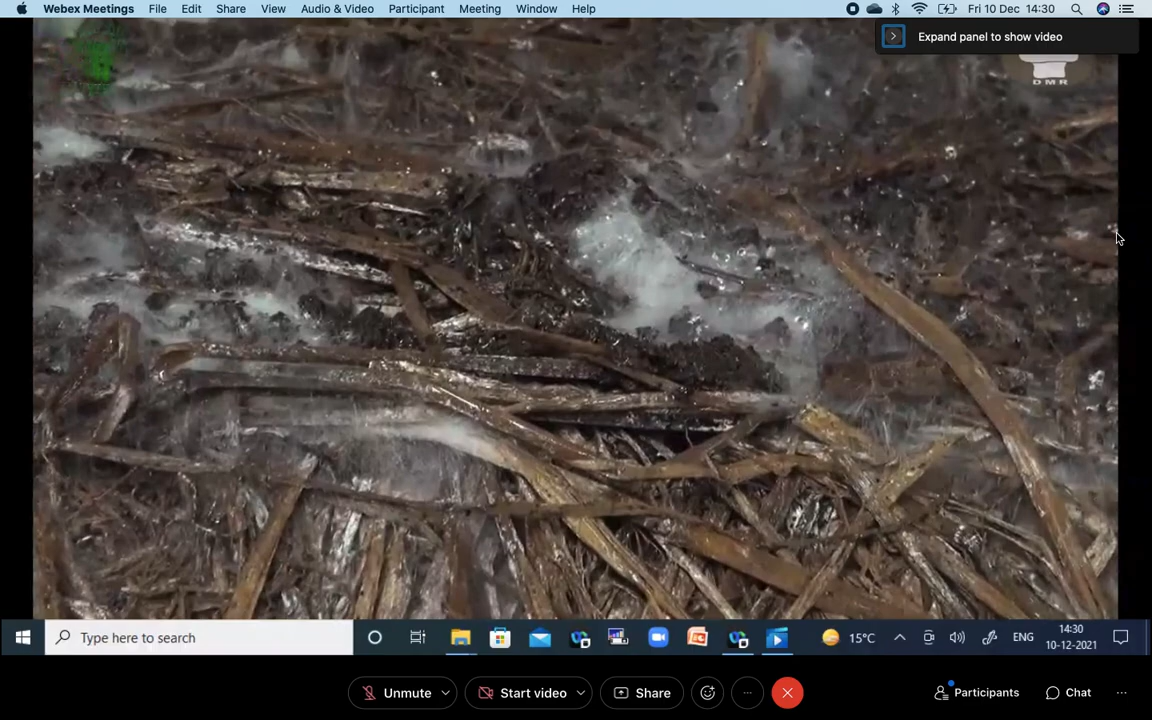 Webex Meetings File Edit Share View Audio & Video Participant Meeting Window Help Fri 10 Dec 14:30
Expand panel to show video
DMR
Type here to search
15°C
ENG
14:30
10-12-2021
Unmute
Start video
Share
Participants
Chat